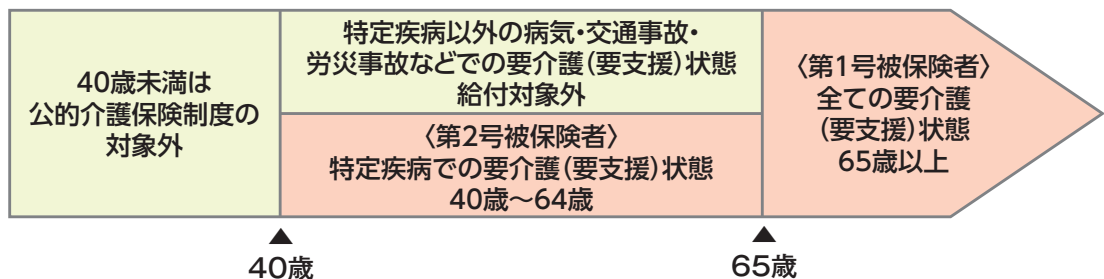 40歳未満は
公的介護保険制度の
対象外
特定疾病以外の病気・交通事故・
労災事故などでの要介護(要支援)状態
給付対象外
〈第2号被保険者〉
特定疾病での要介護(要支援)状態
40歳〜64歳
〈第1号被保険者〉
全ての要介護
(要支援)状態
65歳以上
▲
40歳
▲
65歳